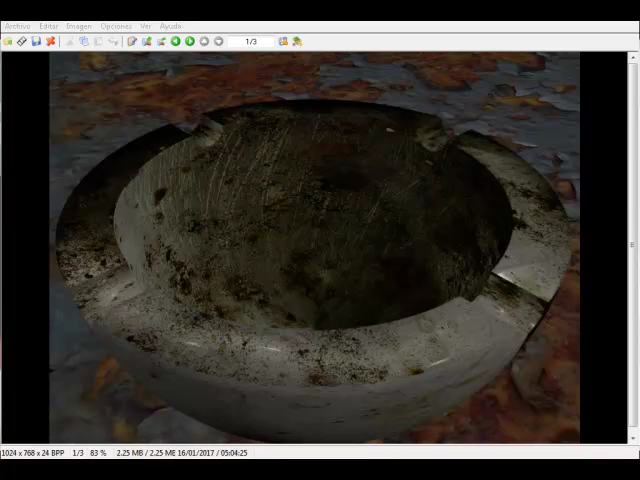 Archivo Editar Imagen Opciones Ver Ayuda
1/3
1024 x 768 x 24 BPP 1/3 83 % 2.25 MB / 2.25 ME 16/01/2017 / 05:04:25